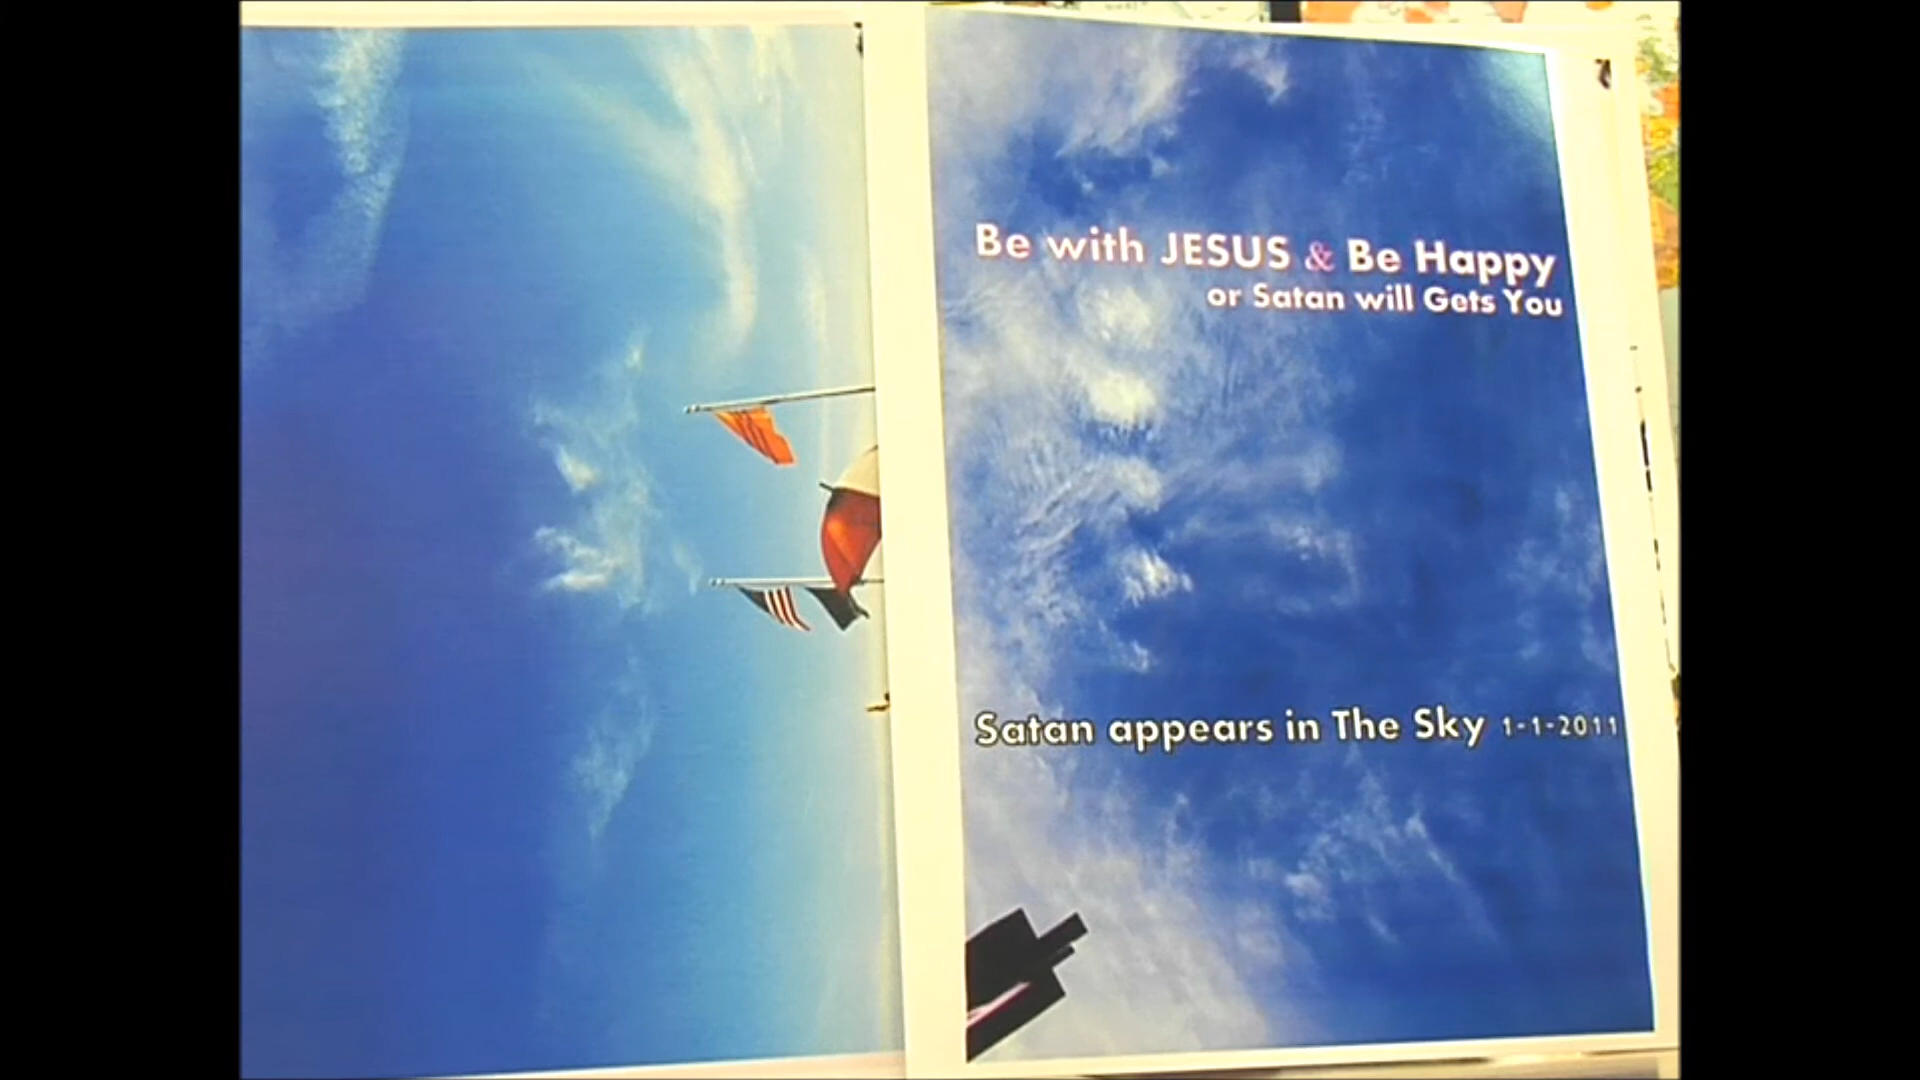 Be with JESUS & Be Happy
or Satan will Gets You
Satan appears in The Sky 1-1-2011